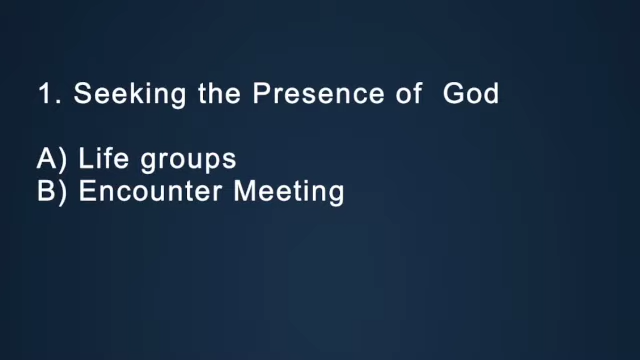 1. Seeking the Presence of  God
A) Life groups
B) Encounter Meeting